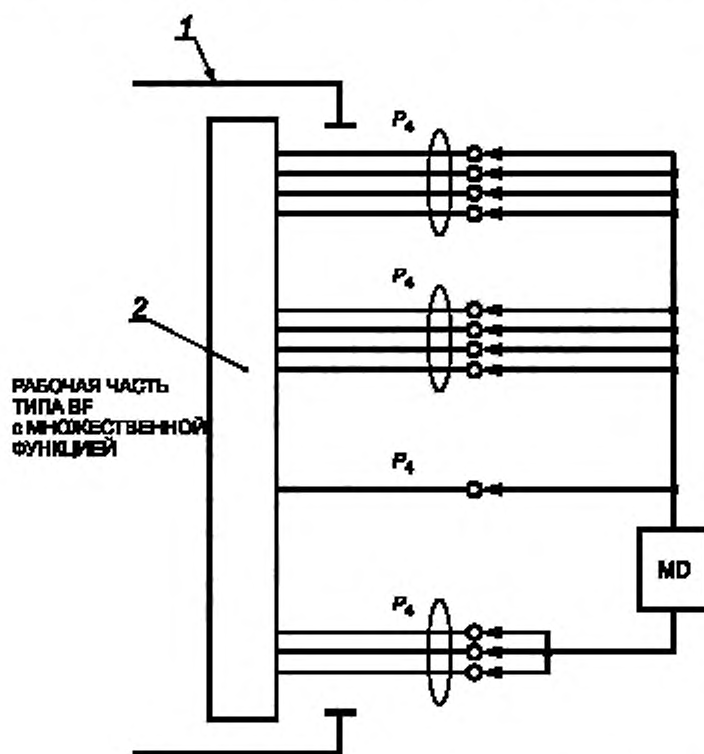 1
P₄
P₄
2
РАБОЧАЯ ЧАСТЬ
ТИПА BF
с МНОЖЕСТВЕННОЙ
ФУНКЦИЕЙ
P₄
MD
P₄